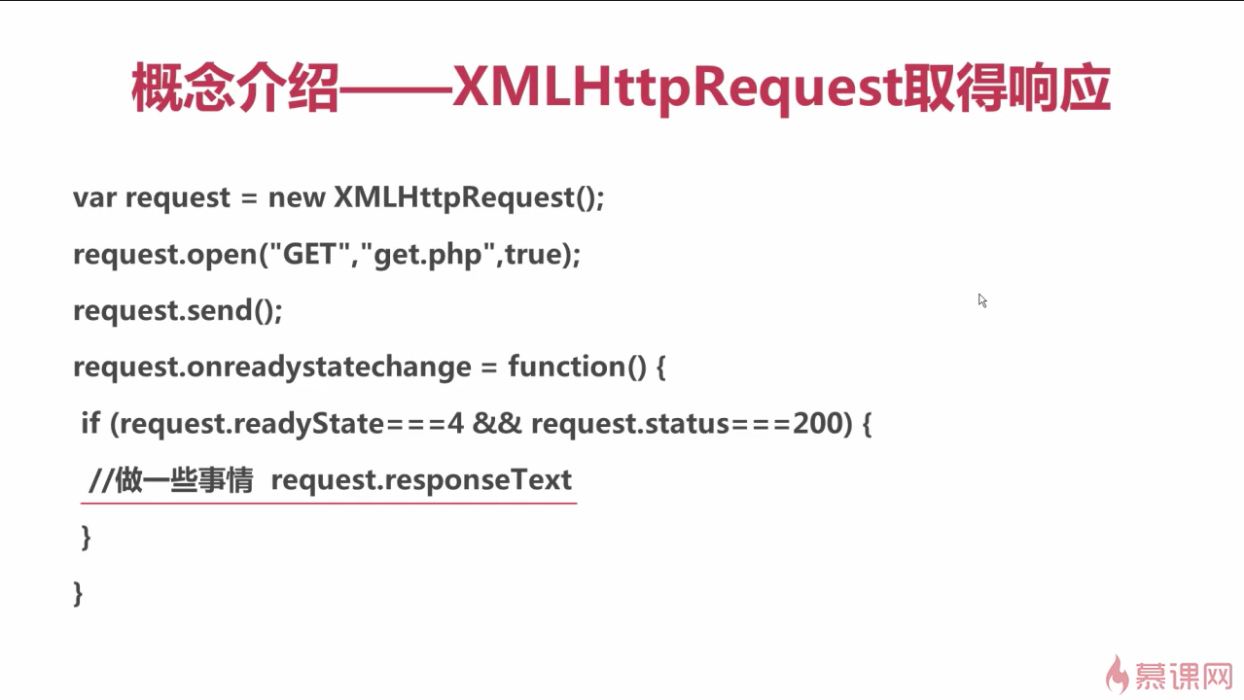 概念介绍——XMLHttpRequest取得响应
var request = new XMLHttpRequest();
request.open("GET","get.php",true);
request.send();
request.onreadystatechange = function() {
if (request.readyState===4 && request.status===200) {
//做一些事情 request.responseText
}
}
慕课网